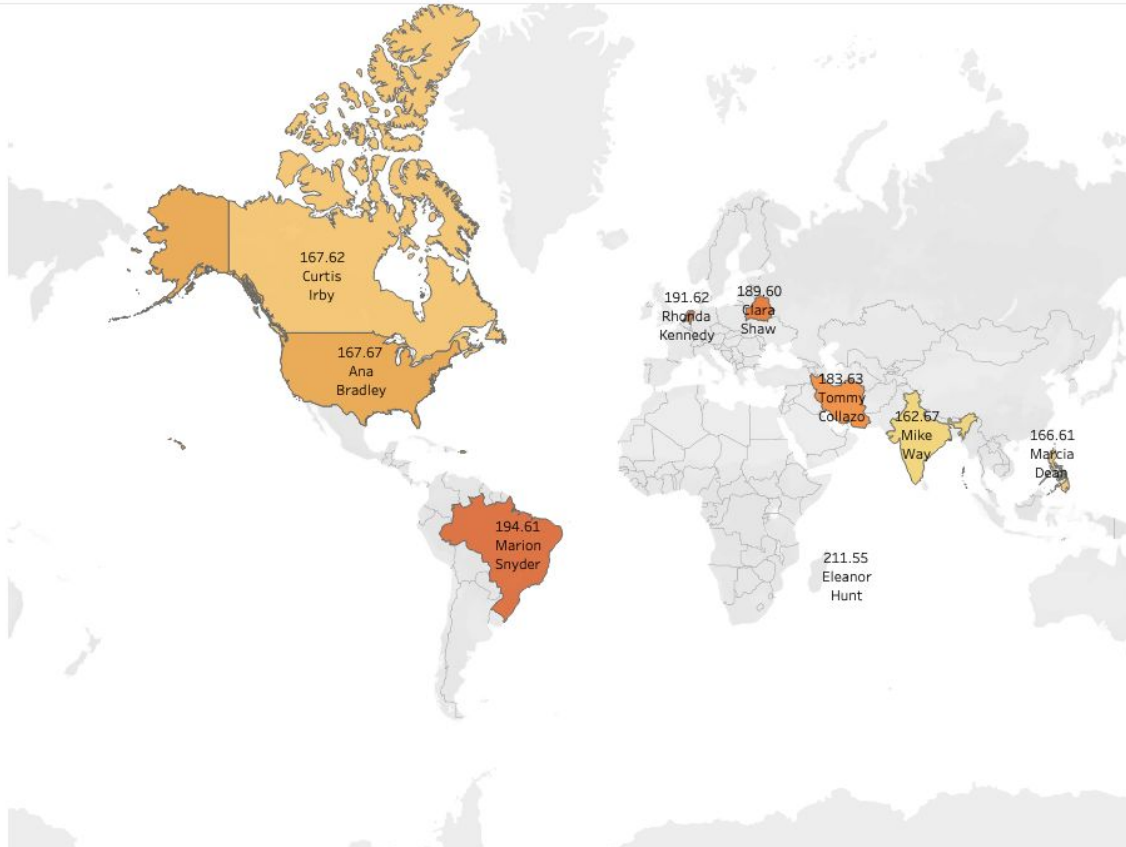 167.62
Curtis
Irby
167.67
Ana
Bradley
191.62
Rhonda
Kennedy
189.60
Clara
Shaw
183.63
Tommy
Collazo
162.67
Mike
Way
166.61
Marcia
Dean
194.61
Marion
Snyder
211.55
Eleanor
Hunt